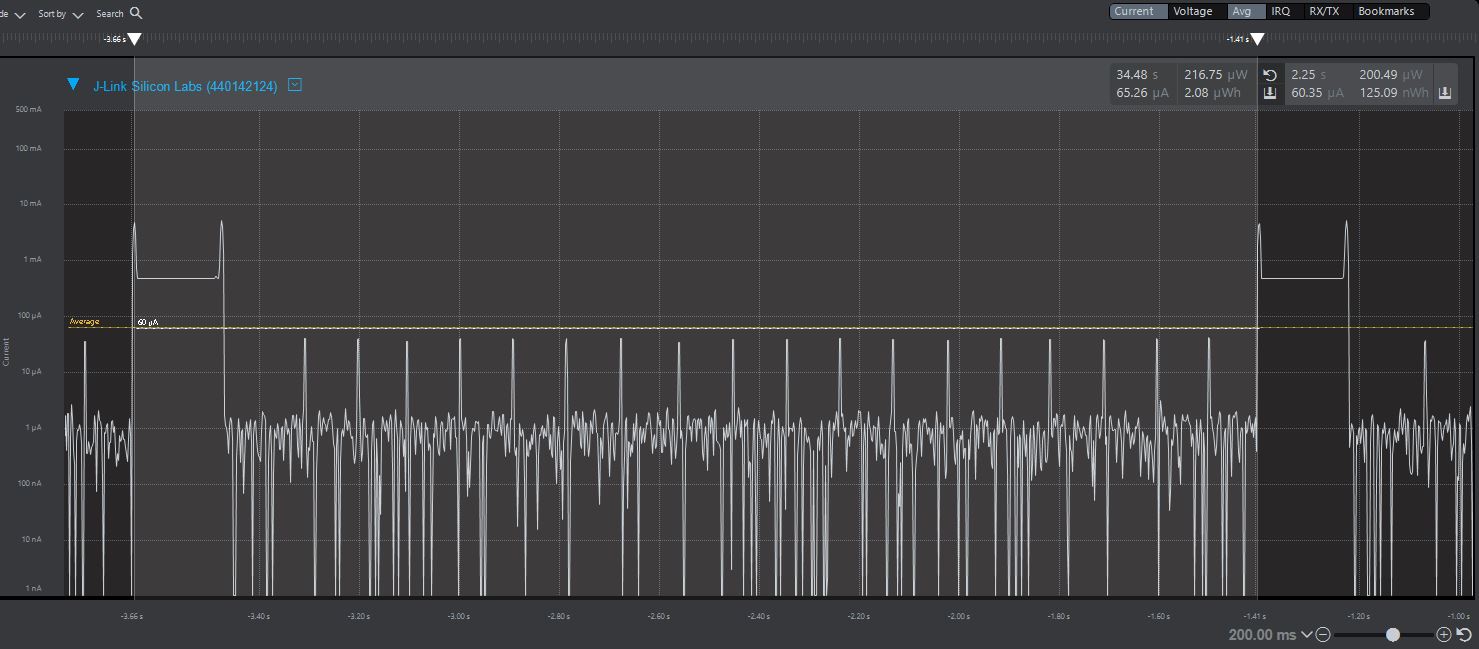 de Sort by Search Current Voltage Avg IRQ RX/TX Bookmarks
-3.66 s -1.41 s
J-Link Silicon Labs (440142124)
34.48 s 216.75 µW 2.25 s 200.49 µW
65.26 µA 2.08 µWh 60.35 µA 125.09 nWh
500 mA
100 mA
10 mA
1 mA
100 µA
Average 60 µA
Current
10 µA
1 µA
100 nA
10 nA
1 nA
-3.66 s -3.40 s -3.20 s -3.00 s -2.80 s -2.60 s -2.40 s -2.20 s -2.00 s -1.80 s -1.60 s -1.41 s -1.20 s -1.00 s
200.00 ms